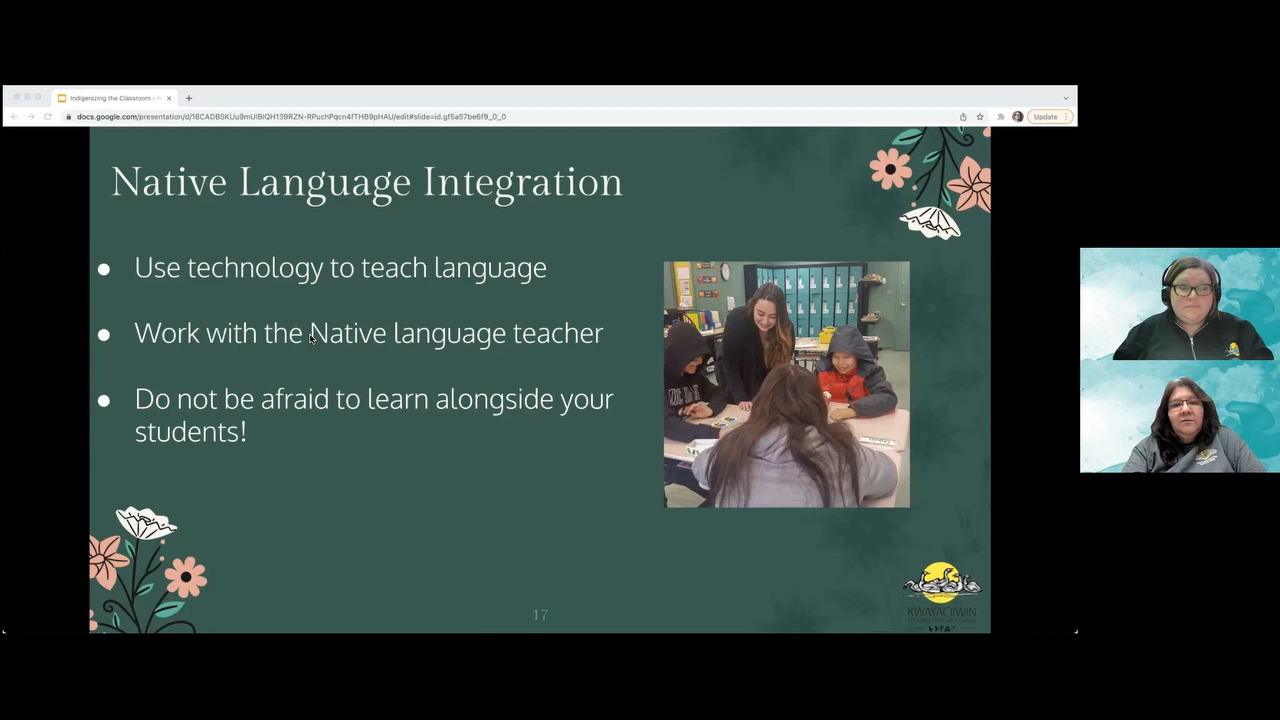 Indigenizing the Classroom -
docs.google.com/presentation/d/18CADBSKUu9mUIBIQH139RZN-RPuchPqcn4fTHB9pHAU/edit#slide=id.gf5a57be6f9_0_0
Update
Native Language Integration
● Use technology to teach language
● Work with the Native language teacher
● Do not be afraid to learn alongside your
students!
17
KWAYACIIWIN